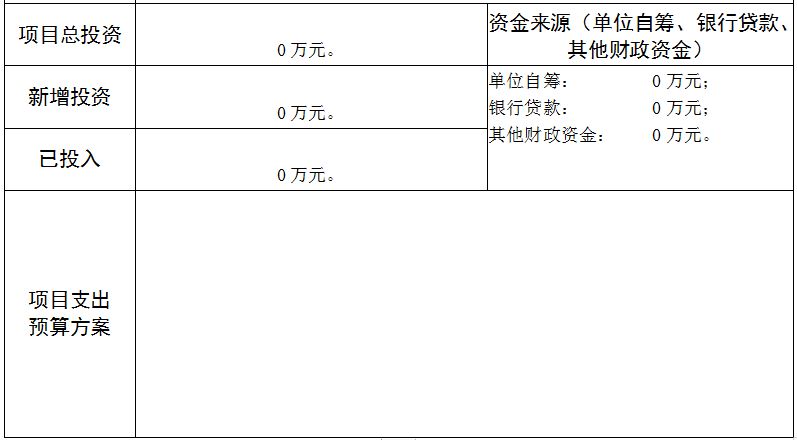 项目总投资
0 万元。
资金来源（单位自筹、银行贷款、
其他财政资金）
新增投资
0 万元。
单位自筹： 0 万元；
银行贷款： 0 万元；
其他财政资金： 0 万元。
已投入
0 万元。
项目支出
预算方案